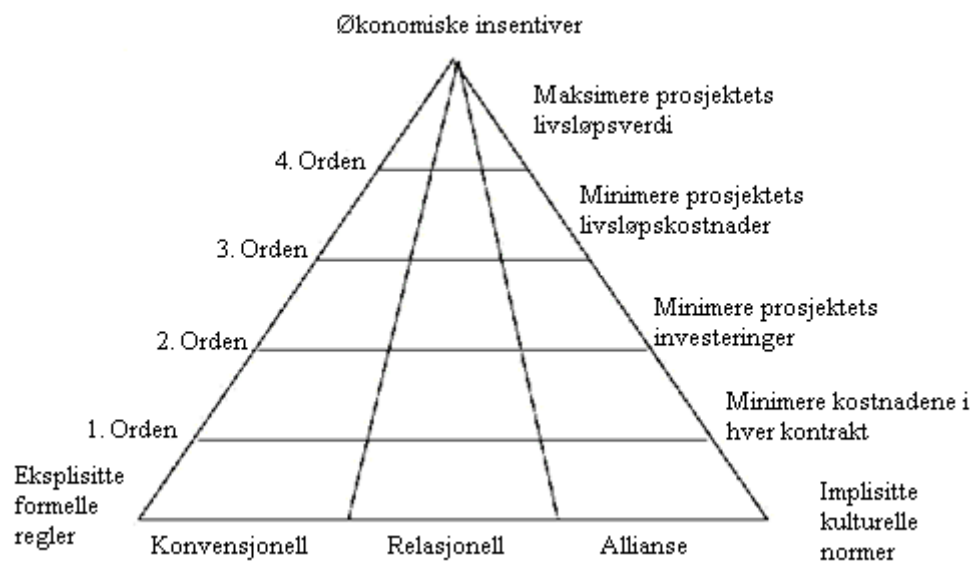 Økonomiske insentiver
Maksimere prosjektets
livsløpsverdi
4. Orden
Minimere prosjektets
livsløpskostnader
3. Orden
Minimere prosjektets
investeringer
2. Orden
Minimere kostnadene i
hver kontrakt
1. Orden
Eksplisitte
formelle
regler
Implisitte
kulturelle
normer
Konvensjonell
Relasjonell
Allianse